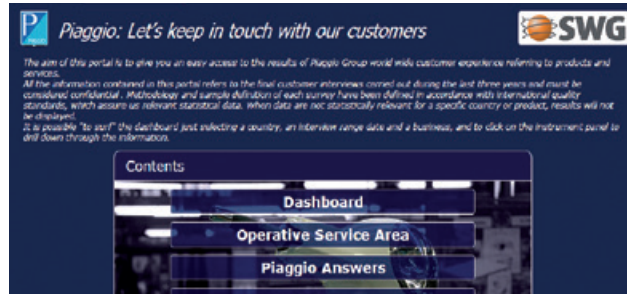 Piaggio: Let's keep in touch with our customers
SWG
The aim of this portal is to give you an easy access to the results of Piaggio Group world wide customer experience referring to products and
services.
All the information contained in this portal refers to the final customer interviews carried out during the last three years and must be
considered confidential. Methodology and sample definition of each survey have been defined in accordance with international quality
standards, which assure us relevant statistical data. When data are not statistically relevant for a specific country or product, results will not
be displayed.
It is possible "to surf" the dashboard just selecting a country, an interview range date and a business, and to click on the instrument panel to
drill down through the information.
Contents
Dashboard
Operative Service Area
Piaggio Answers